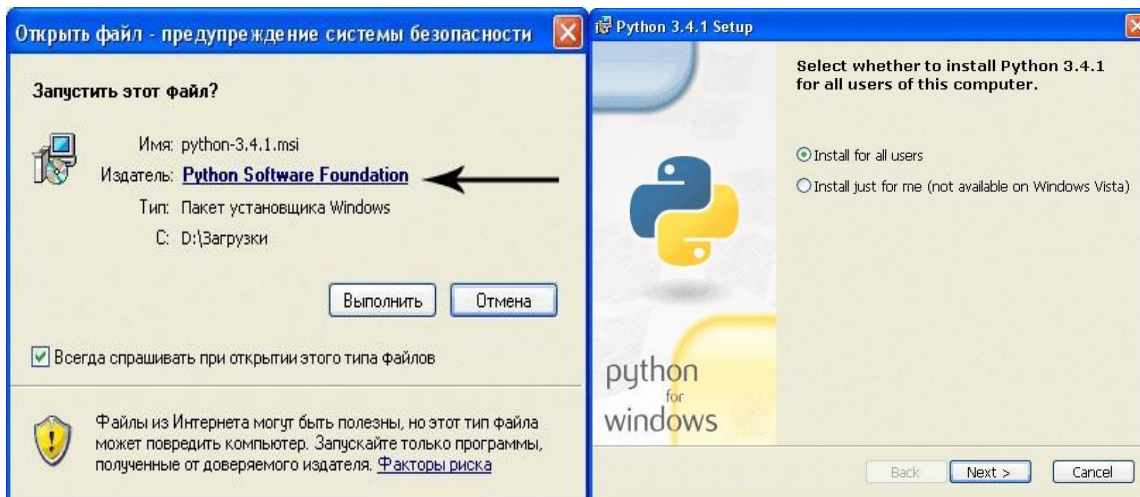 Открыть файл - предупреждение системы безопасности
Запустить этот файл?
Имя: python-3.4.1.msi
Издатель: Python Software Foundation
Тип: Пакет установщика Windows
С: D:\Загрузки
Выполнить
Отмена
Всегда спрашивать при открытии этого типа файлов
Файлы из Интернета могут быть полезны, но этот тип файла
может повредить компьютер. Запускайте только программы,
полученные от доверяемого издателя. Факторы риска
Python 3.4.1 Setup
Select whether to install Python 3.4.1
for all users of this computer.
Install for all users
Install just for me (not available on Windows Vista)
python
for
windows
Back
Next >
Cancel